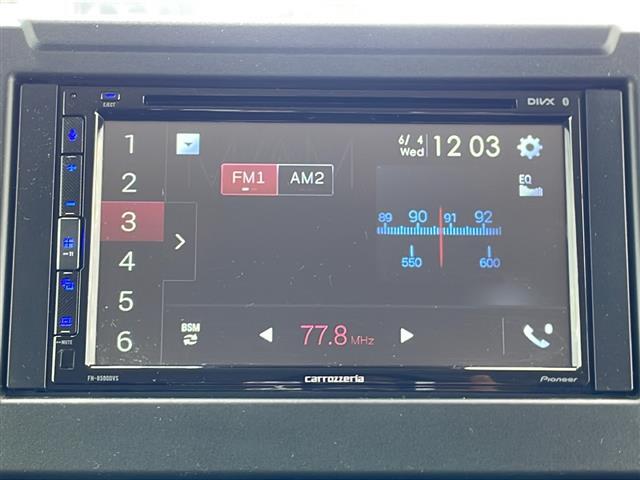 EJECT
DIVX
1
2
3
4
5
6
6/ 4
Wed
12 03
FM1
AM2
EQ
89 90 91 92
550 600
BSM
77.8 MHz
MUTE
FH-8500DVS
carrozzeria
Pioneer